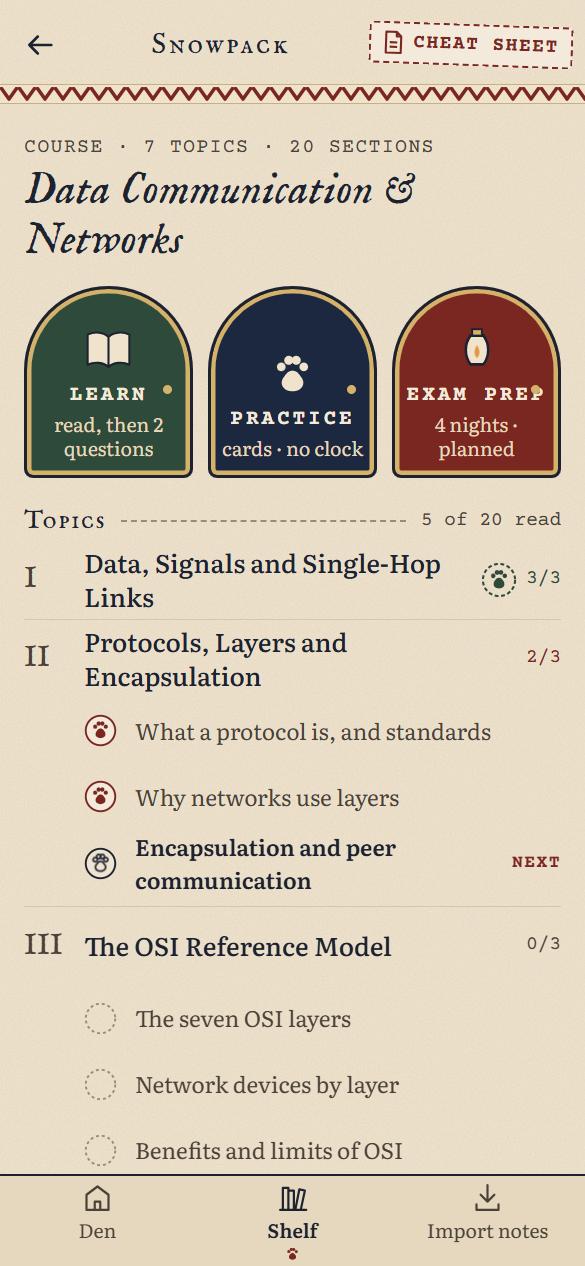 Snowpack
CHEAT SHEET
COURSE · 7 TOPICS · 20 SECTIONS
Data Communication &
Networks
LEARN
read, then 2
questions
PRACTICE
cards · no clock
EXAM PREP
4 nights ·
planned
Topics
5 of 20 read
I
Data, Signals and Single-Hop
Links
3/3
II
Protocols, Layers and
Encapsulation
2/3
What a protocol is, and standards
Why networks use layers
Encapsulation and peer
communication
NEXT
III
The OSI Reference Model
0/3
The seven OSI layers
Network devices by layer
Benefits and limits of OSI
Den
Shelf
Import notes